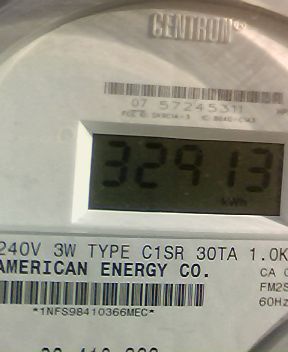 CENTRON®
07 57245311
32913
kWh
240V 3W TYPE C1SR 30TA 1.0K
AMERICAN ENERGY CO.
CA
FM2S
60Hz
*1NFS98410366MEC*